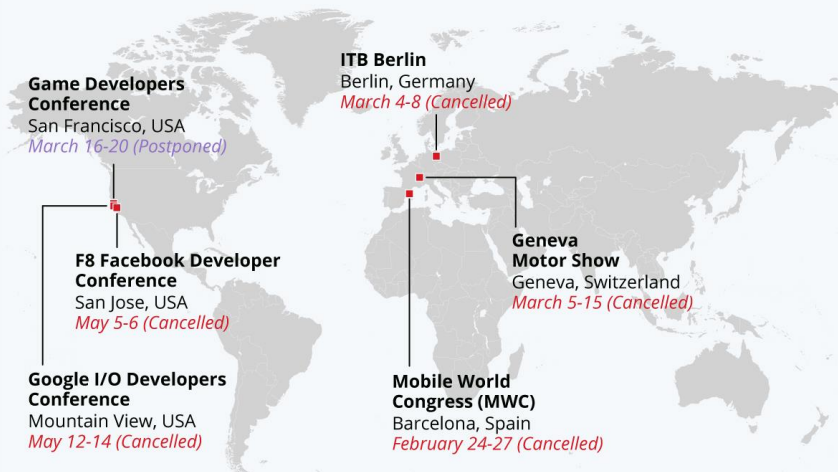 Game Developers
Conference
San Francisco, USA
March 16-20 (Postponed)
ITB Berlin
Berlin, Germany
March 4-8 (Cancelled)
F8 Facebook Developer
Conference
San Jose, USA
May 5-6 (Cancelled)
Geneva
Motor Show
Geneva, Switzerland
March 5-15 (Cancelled)
Google I/O Developers
Conference
Mountain View, USA
May 12-14 (Cancelled)
Mobile World
Congress (MWC)
Barcelona, Spain
February 24-27 (Cancelled)